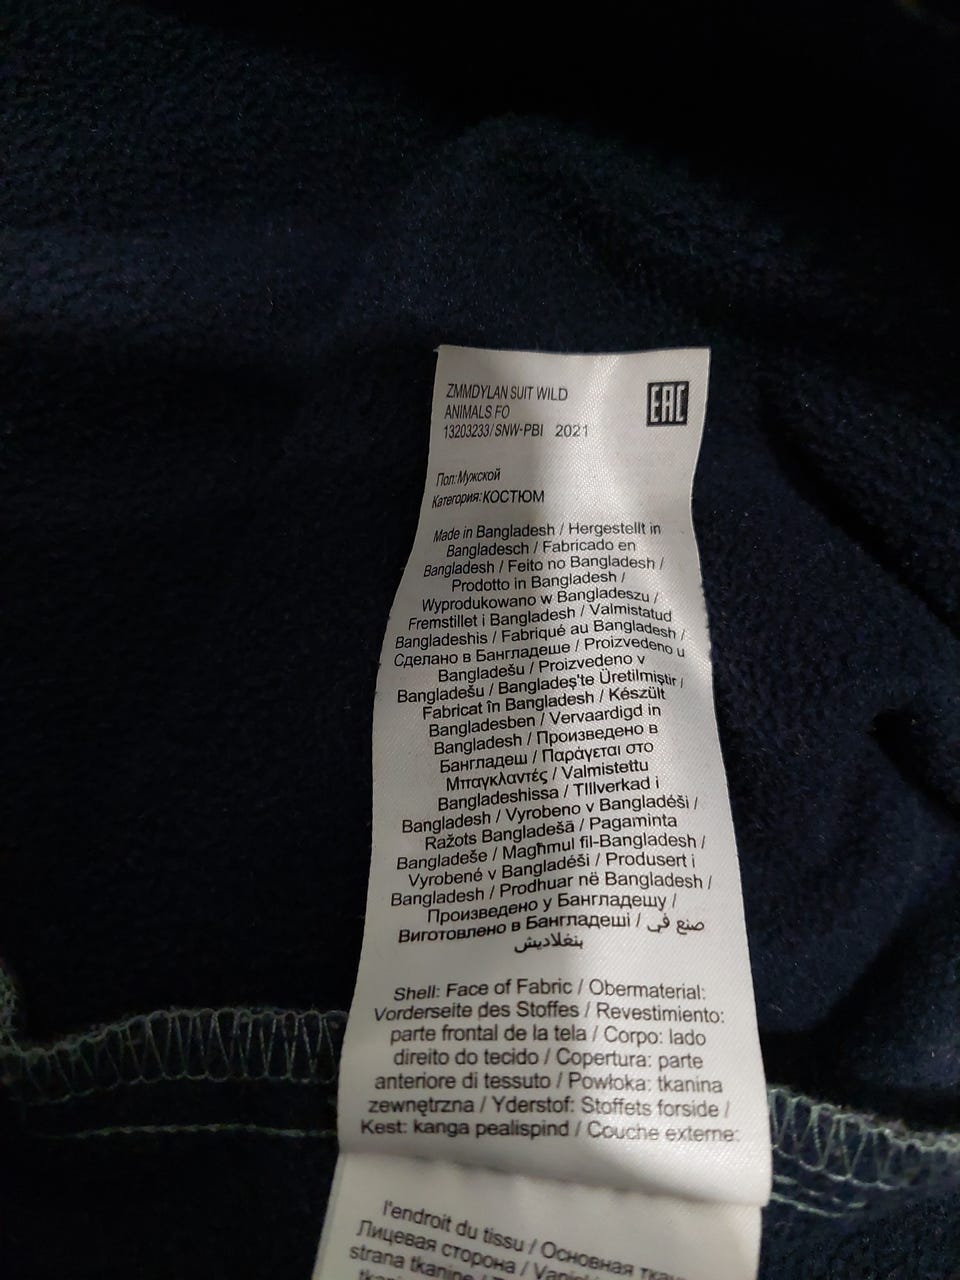 ZMMDYLAN SUIT WILD
ANIMALS FO
13203233/SNW-PBI 2021
EAC
Пол:Мужской
Категория:КОСТЮМ
Made in Bangladesh / Hergestellt in
Bangladesch / Fabricado en
Bangladesh / Feito no Bangladesh /
Prodotto in Bangladesh /
Wyprodukowano w Bangladeszu /
Fremstillet i Bangladesh / Valmistatud
Bangladeshis / Fabriqué au Bangladesh /
Сделано в Бангладеше / Proizvedeno u
Bangladešu / Proizvedeno v
Bangladešu / Bangladeş'te Üretilmiştir /
Fabricat în Bangladesh / Készült
Bangladesben / Vervaardigd in
Bangladesh / Произведено в
Бангладеш / Παράγεται στο
Μπαγκλαντές / Valmistettu
Bangladeshissa / TIllverkad i
Bangladesh / Vyrobeno v Bangladéši /
Ražots Bangladešā / Pagaminta
Bangladeše / Magħmul fil-Bangladesh /
Vyrobené v Bangladéši / Produsert i
Bangladesh / Prodhuar në Bangladesh /
Произведено у Бангладешу /
Виготовлено в Бангладеші / صنع في
بنغلاديش
Shell: Face of Fabric / Obermaterial:
Vorderseite des Stoffes / Revestimiento:
parte frontal de la tela / Corpo: lado
direito do tecido / Copertura: parte
anteriore di tessuto / Powłoka: tkanina
zewnętrzna / Yderstof: Stoffets forside /
Kest: kanga pealispind / Couche externe:
l'endroit du tissu / Основная
Лицевая сторона /
strana tkanine /